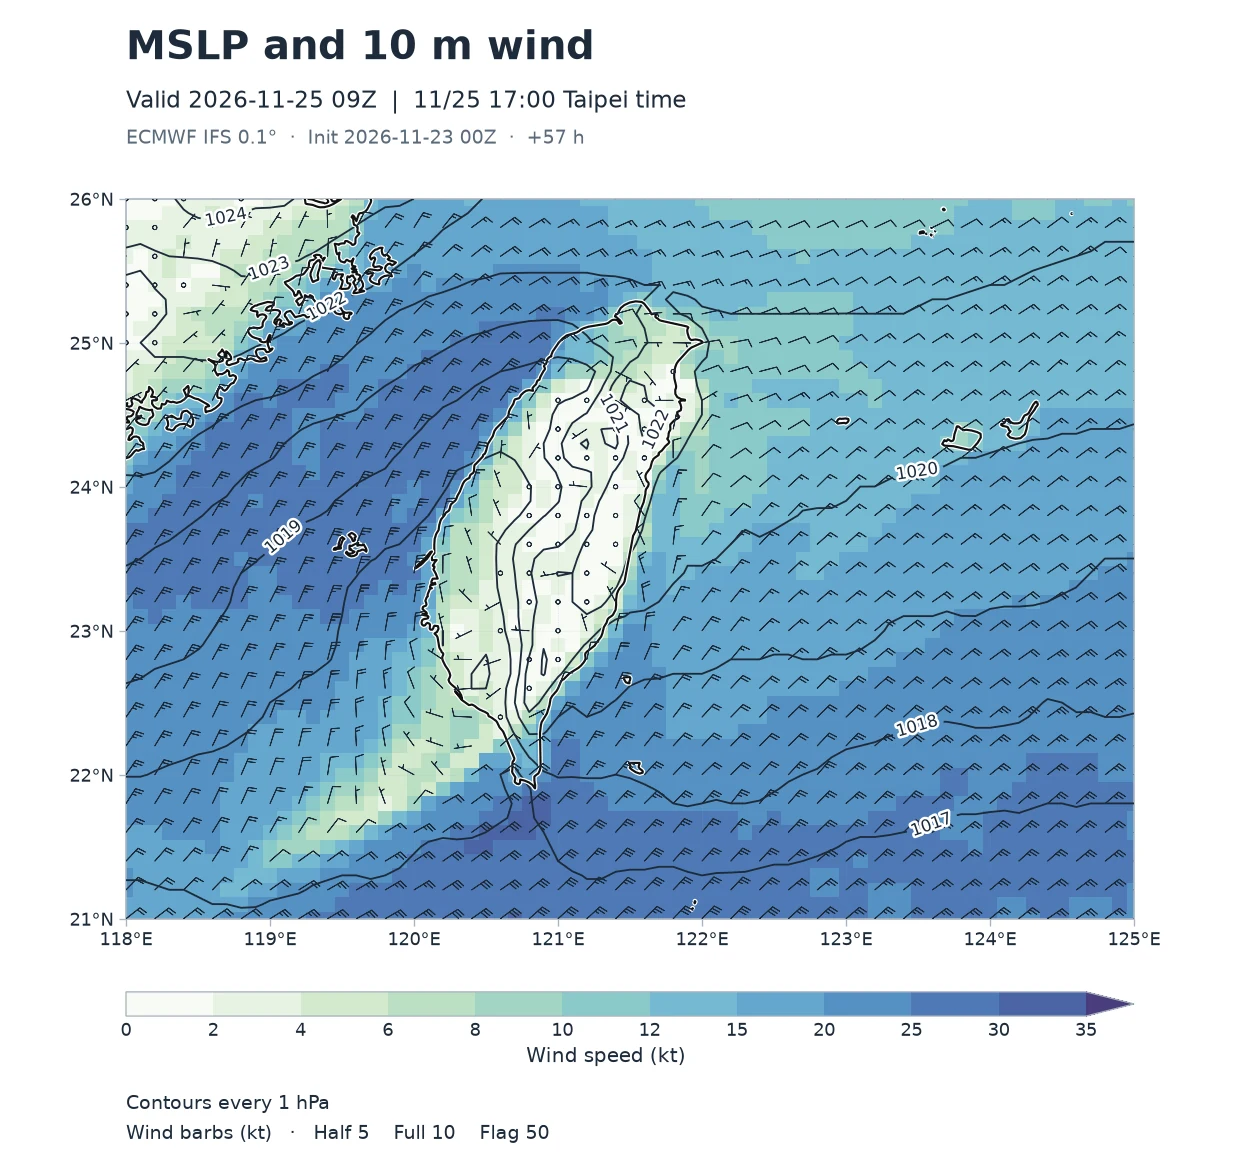 MSLP and 10 m wind
Valid 2026-11-25 09Z | 11/25 17:00 Taipei time
ECMWF IFS 0.1° · Init 2026-11-23 00Z · +57 h
26°N
1024
1023
1022
25°N
1021
1022
1020
24°N
1019
23°N
1018
22°N
1017
21°N
118°E 119°E 120°E 121°E 122°E 123°E 124°E 125°E
0 2 4 6 8 10 12 15 20 25 30 35
Wind speed (kt)
Contours every 1 hPa
Wind barbs (kt) · Half 5 Full 10 Flag 50